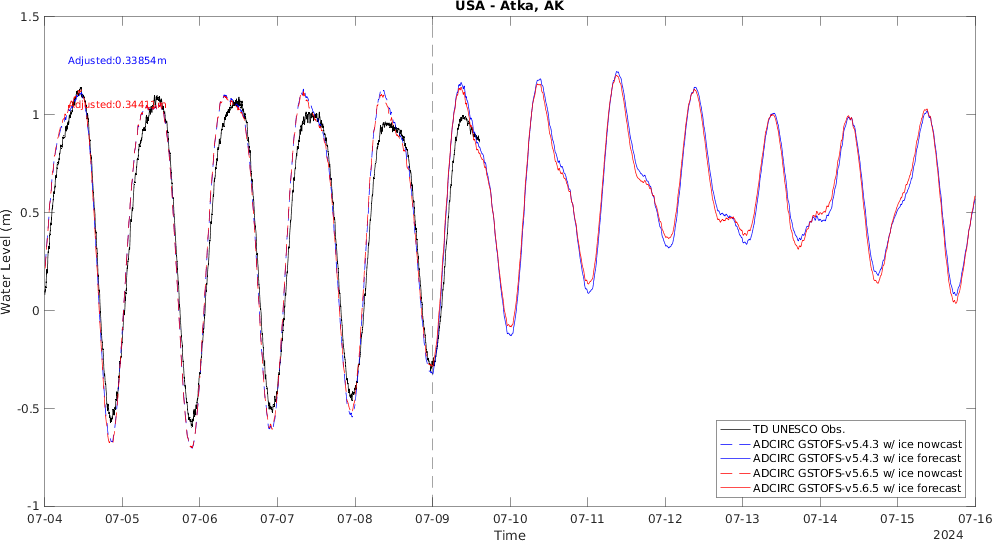 USA - Atka, AK
1.5
Adjusted:0.33854m
1
0.5
Water Level (m)
0
-0.5
-1
TD UNESCO Obs.
ADCIRC GSTOFS-v5.4.3 w/ ice nowcast
ADCIRC GSTOFS-v5.4.3 w/ ice forecast
ADCIRC GSTOFS-v5.6.5 w/ ice nowcast
ADCIRC GSTOFS-v5.6.5 w/ ice forecast
07-04 07-05 07-06 07-07 07-08 07-09 07-10 07-11 07-12 07-13 07-14 07-15 07-16
Time
2024